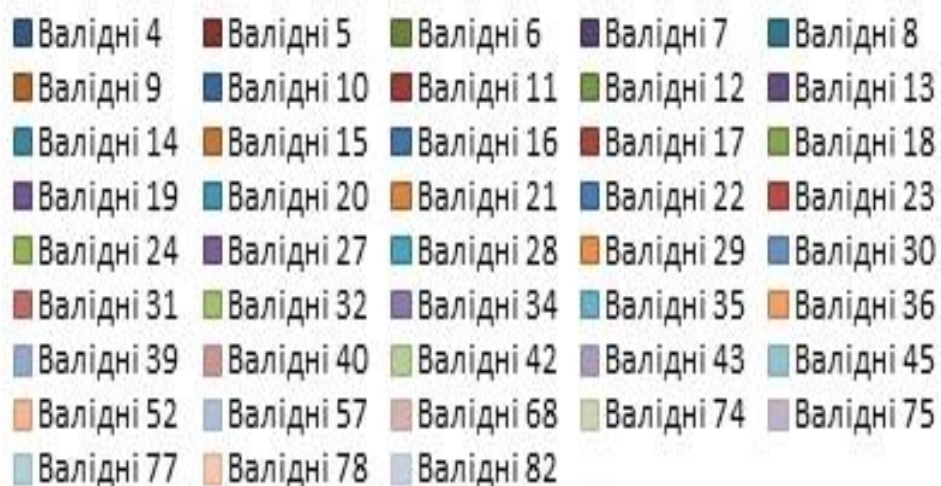 Валідні 4 Валідні 5 Валідні 6 Валідні 7 Валідні 8
Валідні 9 Валідні 10 Валідні 11 Валідні 12 Валідні 13
Валідні 14 Валідні 15 Валідні 16 Валідні 17 Валідні 18
Валідні 19 Валідні 20 Валідні 21 Валідні 22 Валідні 23
Валідні 24 Валідні 27 Валідні 28 Валідні 29 Валідні 30
Валідні 31 Валідні 32 Валідні 34 Валідні 35 Валідні 36
Валідні 39 Валідні 40 Валідні 42 Валідні 43 Валідні 45
Валідні 52 Валідні 57 Валідні 68 Валідні 74 Валідні 75
Валідні 77 Валідні 78 Валідні 82